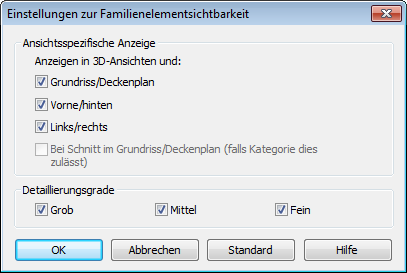 Einstellungen zur Familienelementsichtbarkeit
Ansichtsspezifische Anzeige
Anzeigen in 3D-Ansichten und:
Grundriss/Deckenplan
Vorne/hinten
Links/rechts
Bei Schnitt im Grundriss/Deckenplan (falls Kategorie dies
zulässt)
Detaillierungsgrade
Grob Mittel Fein
OK Abbrechen Standard Hilfe